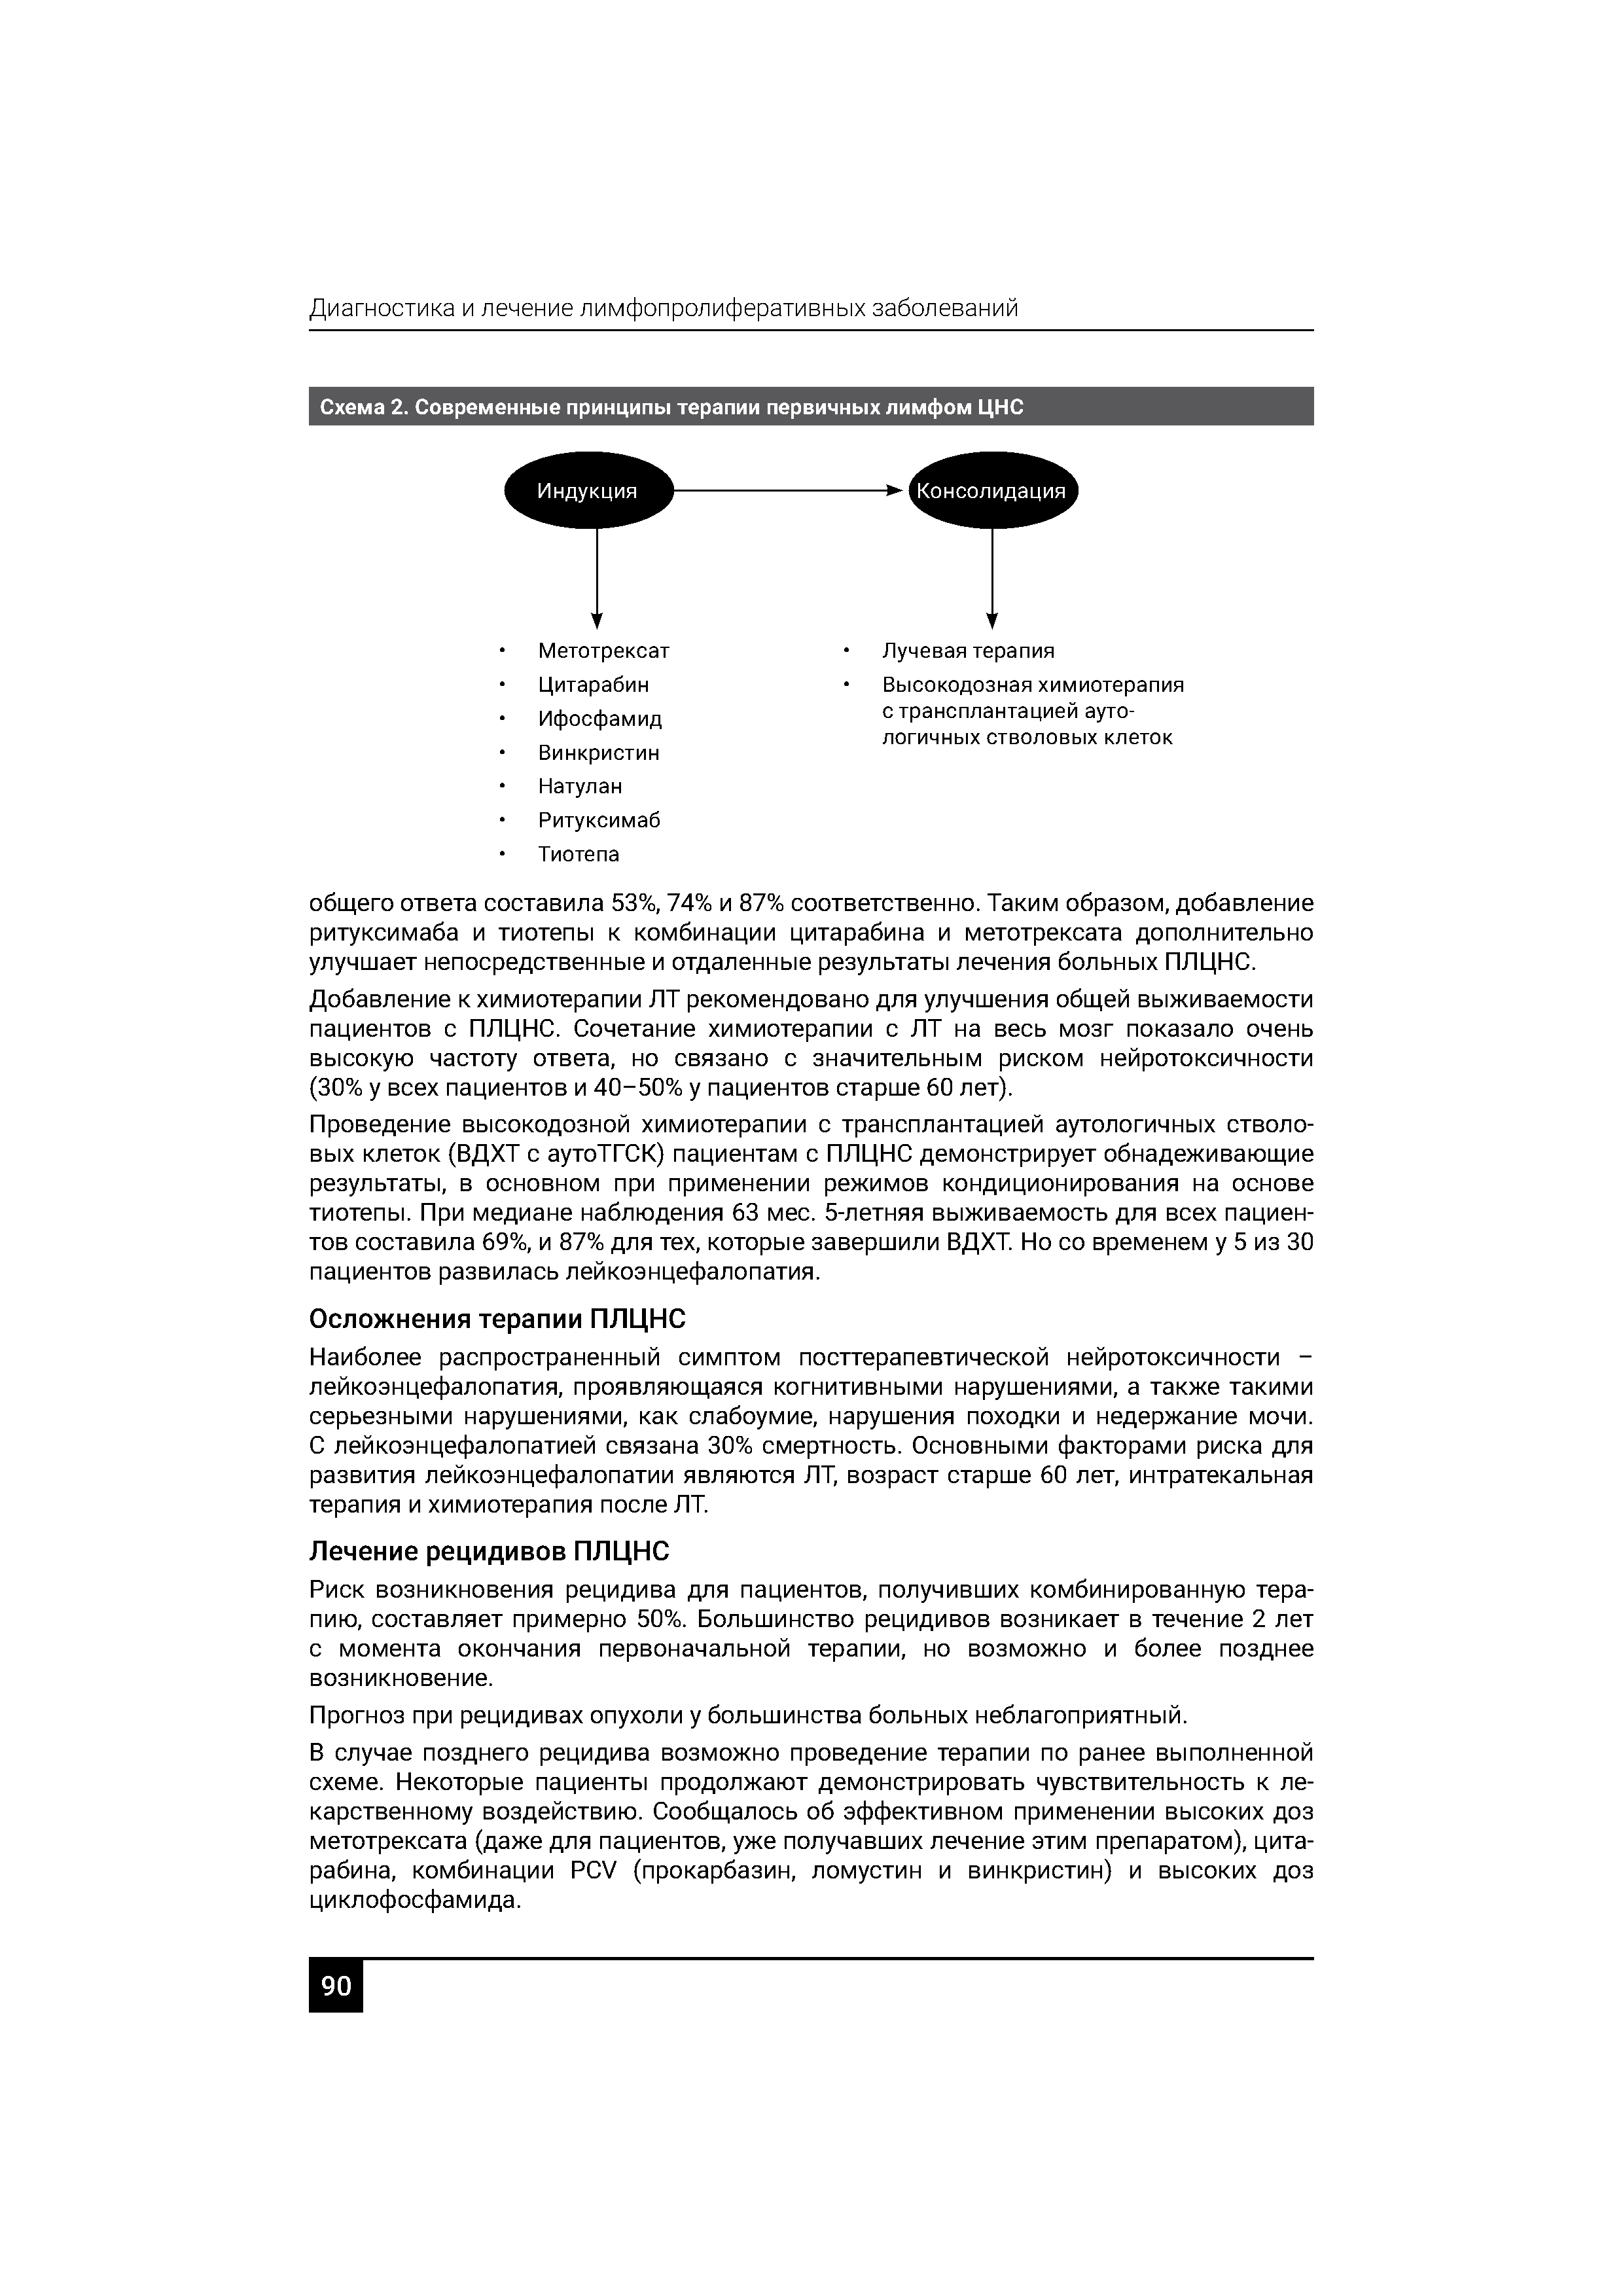 Диагностика и лечение лимфопролиферативных заболеваний
Схема 2. Современные принципы терапии первичных лимфом ЦНС
Индукция
Консолидация
• Метотрексат
• Цитарабин
• Ифосфамид
• Винкристин
• Натулан
• Ритуксимаб
• Тиотепа
• Лучевая терапия
• Высокодозная химиотерапия
с трансплантацией ауто-
логичных стволовых клеток
общего ответа составила 53%, 74% и 87% соответственно. Таким образом, добавление
ритуксимаба и тиотепы к комбинации цитарабина и метотрексата дополнительно
улучшает непосредственные и отдаленные результаты лечения больных ПЛЦНС.
Добавление к химиотерапии ЛТ рекомендовано для улучшения общей выживаемости
пациентов с ПЛЦНС. Сочетание химиотерапии с ЛТ на весь мозг показало очень
высокую частоту ответа, но связано с значительным риском нейротоксичности
(30% у всех пациентов и 40–50% у пациентов старше 60 лет).
Проведение высокодозной химиотерапии с трансплантацией аутологичных стволо-
вых клеток (ВДХТ с аутоТГСК) пациентам с ПЛЦНС демонстрирует обнадеживающие
результаты, в основном при применении режимов кондиционирования на основе
тиотепы. При медиане наблюдения 63 мес. 5-летняя выживаемость для всех пациен-
тов составила 69%, и 87% для тех, которые завершили ВДХТ. Но со временем у 5 из 30
пациентов развилась лейкоэнцефалопатия.
Осложнения терапии ПЛЦНС
Наиболее распространенный симптом посттерапевтической нейротоксичности –
лейкоэнцефалопатия, проявляющаяся когнитивными нарушениями, а также такими
серьезными нарушениями, как слабоумие, нарушения походки и недержание мочи.
С лейкоэнцефалопатией связана 30% смертность. Основными факторами риска для
развития лейкоэнцефалопатии являются ЛТ, возраст старше 60 лет, интратекальная
терапия и химиотерапия после ЛТ.
Лечение рецидивов ПЛЦНС
Риск возникновения рецидива для пациентов, получивших комбинированную тера-
пию, составляет примерно 50%. Большинство рецидивов возникает в течение 2 лет
с момента окончания первоначальной терапии, но возможно и более позднее
возникновение.
Прогноз при рецидивах опухоли у большинства больных неблагоприятный.
В случае позднего рецидива возможно проведение терапии по ранее выполненной
схеме. Некоторые пациенты продолжают демонстрировать чувствительность к ле-
карственному воздействию. Сообщалось об эффективном применении высоких доз
метотрексата (даже для пациентов, уже получавших лечение этим препаратом), цита-
рабина, комбинации PCV (прокарбазин, ломустин и винкристин) и высоких доз
циклофосфамида.
90